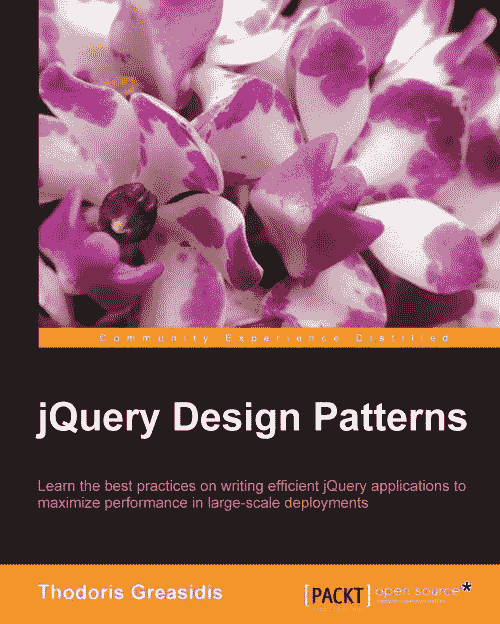 Community Experience Distilled
jQuery Design Patterns
Learn the best practices on writing efficient jQuery applications to
maximize performance in large-scale deployments
Thodoris Greasidis
[PACKT] open source*